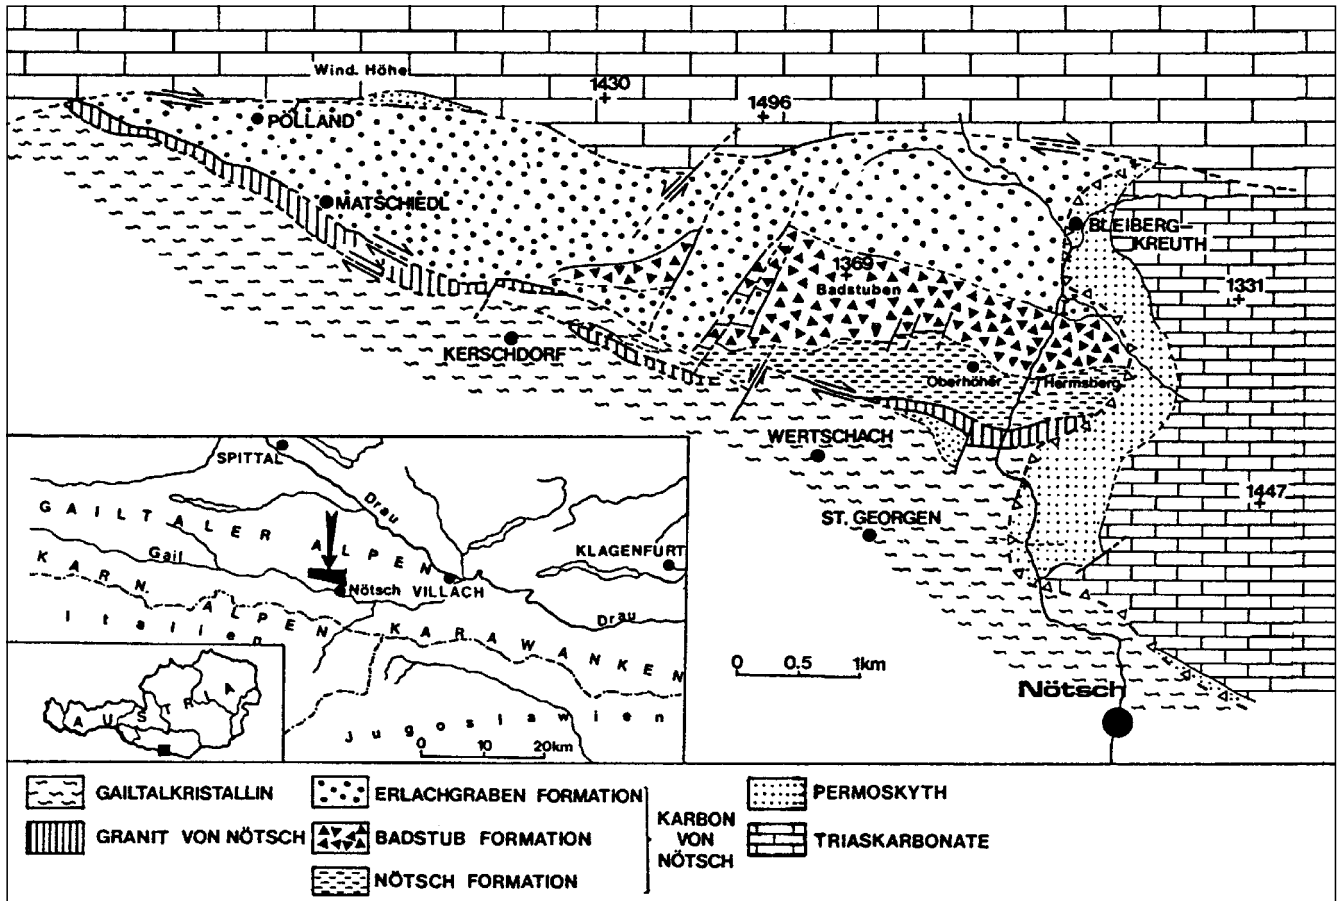 Wind. Höhe
1430
1496
PÖLLAND
MATSCHIEDL
BLEIBERG-
KREUTH
1369
Badstuben
1331
KERSCHDORF
Oberhöher
Hermsberg
WERTSCHACH
1447
ST. GEORGEN
SPITTAL
Drau
GAILTALER ALPEN
Gail
KLAGENFURT
Nötsch
VILLACH
KARN. ALPEN
KARAWANKEN
Drau
Italien
Jugoslawien
0 10 20km
AUSTRIA
0 0.5 1km
Nötsch
GAILTALKRISTALLIN
GRANIT VON NÖTSCH
ERLACHGRABEN FORMATION
BADSTUB FORMATION
NÖTSCH FORMATION
KARBON
VON
NÖTSCH
PERMOSKYTH
TRIASKARBONATE